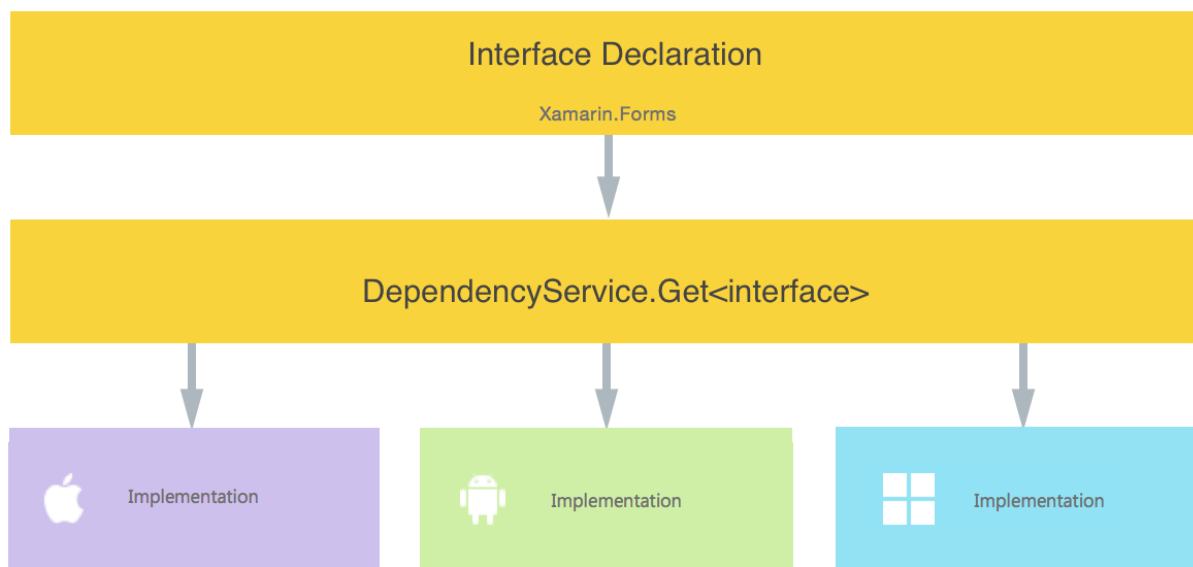 Interface Declaration
Xamarin.Forms
DependencyService.Get<interface>
Implementation
Implementation
Implementation